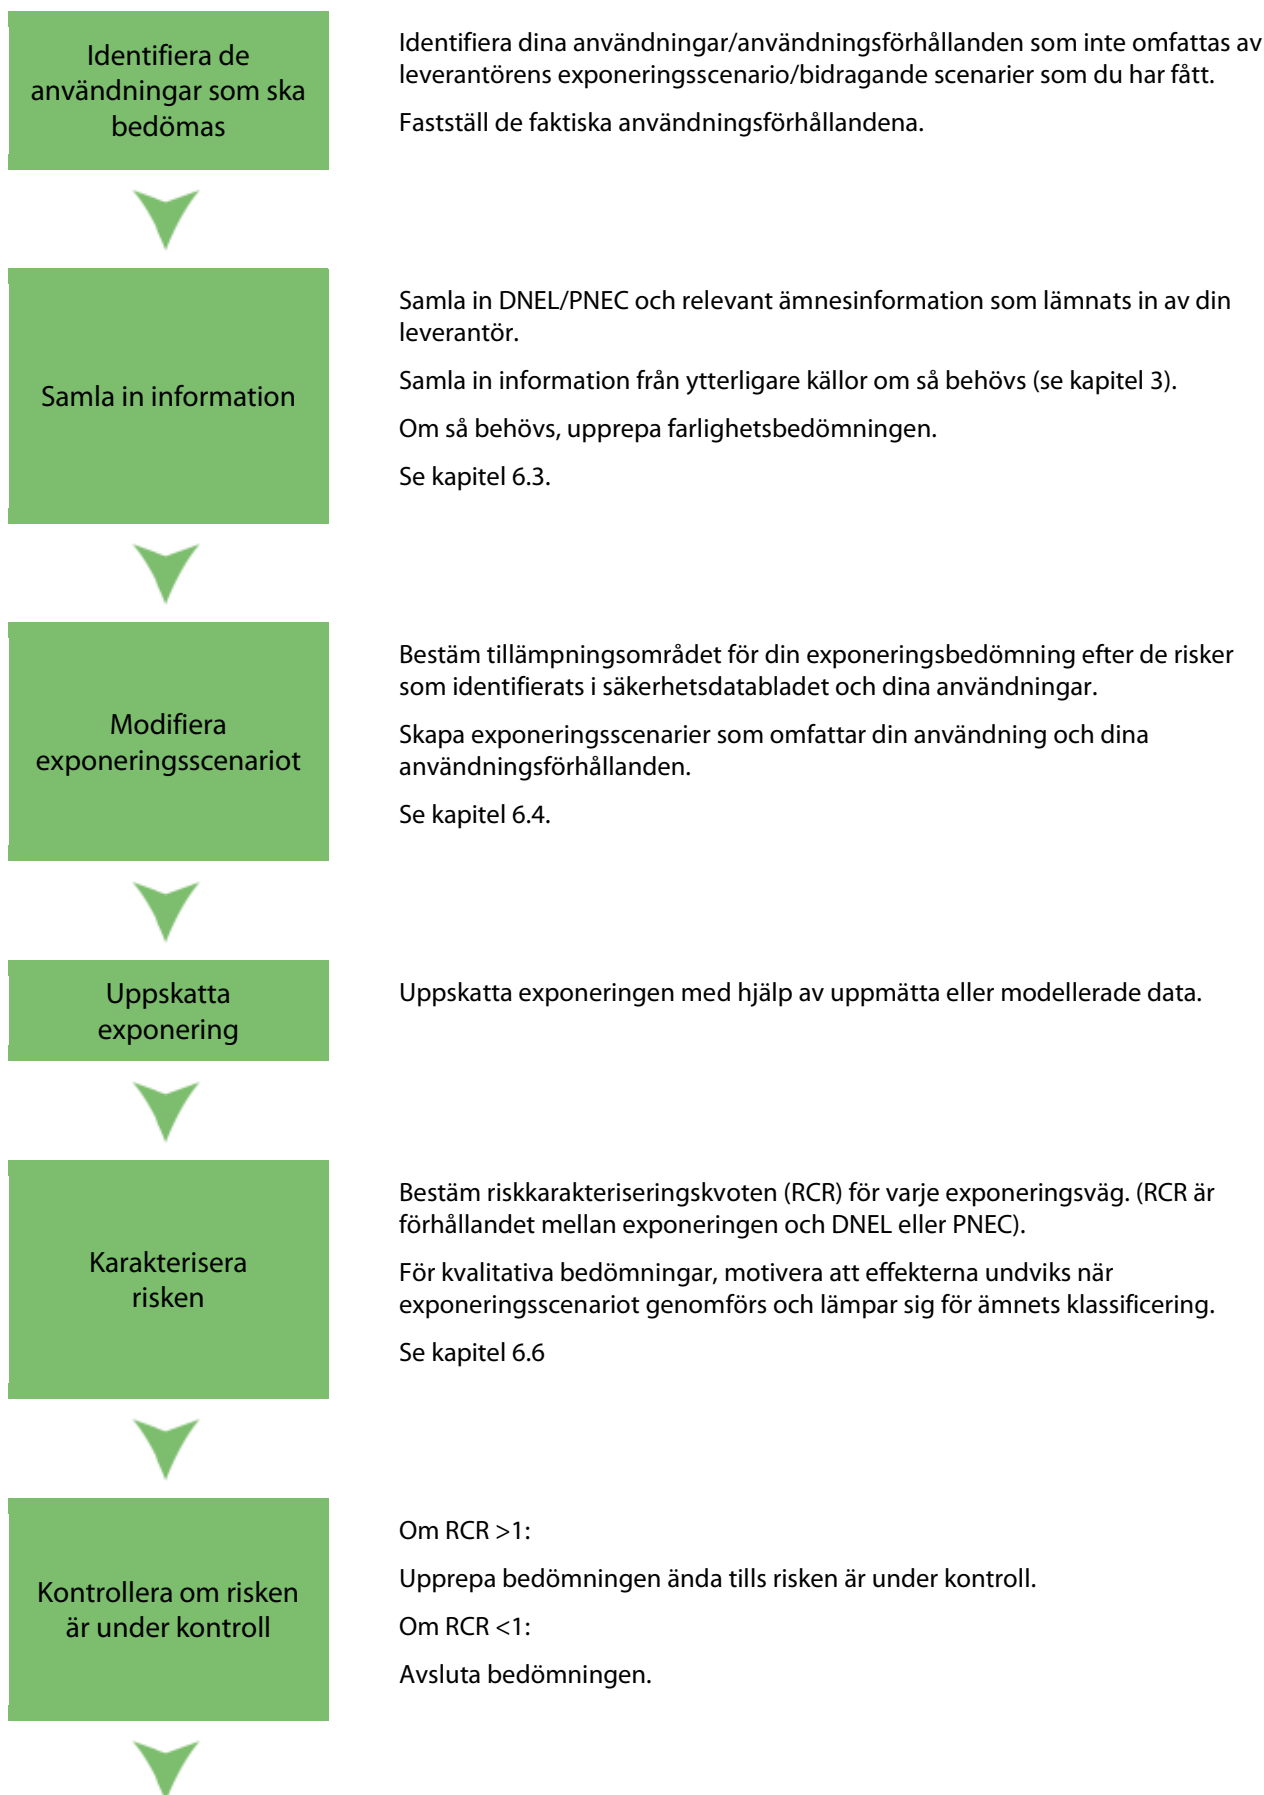 Identifiera de
användningar som ska
bedömas
Identifiera dina användningar/användningsförhållanden som inte omfattas av
leverantörens exponeringsscenario/bidragande scenarier som du har fått.
Fastställ de faktiska användningsförhållandena.
Samla in information
Samla in DNEL/PNEC och relevant ämnesinformation som lämnats in av din
leverantör.
Samla in information från ytterligare källor om så behövs (se kapitel 3).
Om så behövs, upprepa farlighetsbedömningen.
Se kapitel 6.3.
Modifiera
exponeringsscenariot
Bestäm tillämpningsområdet för din exponeringsbedömning efter de risker
som identifierats i säkerhetsdatabladet och dina användningar.
Skapa exponeringsscenarier som omfattar din användning och dina
användningsförhållanden.
Se kapitel 6.4.
Uppskatta
exponering
Uppskatta exponeringen med hjälp av uppmätta eller modellerade data.
Karakterisera
risken
Bestäm riskkarakteriseringskvoten (RCR) för varje exponeringsväg. (RCR är
förhållandet mellan exponeringen och DNEL eller PNEC).
För kvalitativa bedömningar, motivera att effekterna undviks när
exponeringsscenariot genomförs och lämpar sig för ämnets klassificering.
Se kapitel 6.6
Kontrollera om risken
är under kontroll
Om RCR >1:
Upprepa bedömningen ända tills risken är under kontroll.
Om RCR <1:
Avsluta bedömningen.